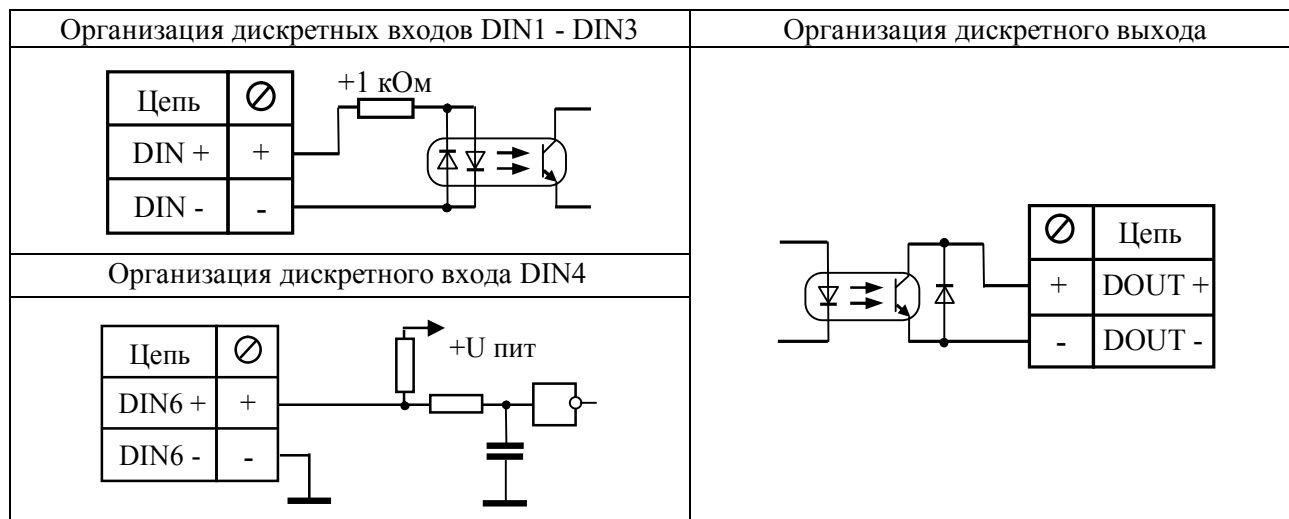 Организация дискретных входов DIN1 - DIN3
Организация дискретного выхода
+1 кОм
Цепь
DIN + +
DIN - -
Организация дискретного входа DIN4
+U пит
Цепь
DIN6 + +
DIN6 - -
Цепь
+ DOUT +
- DOUT -